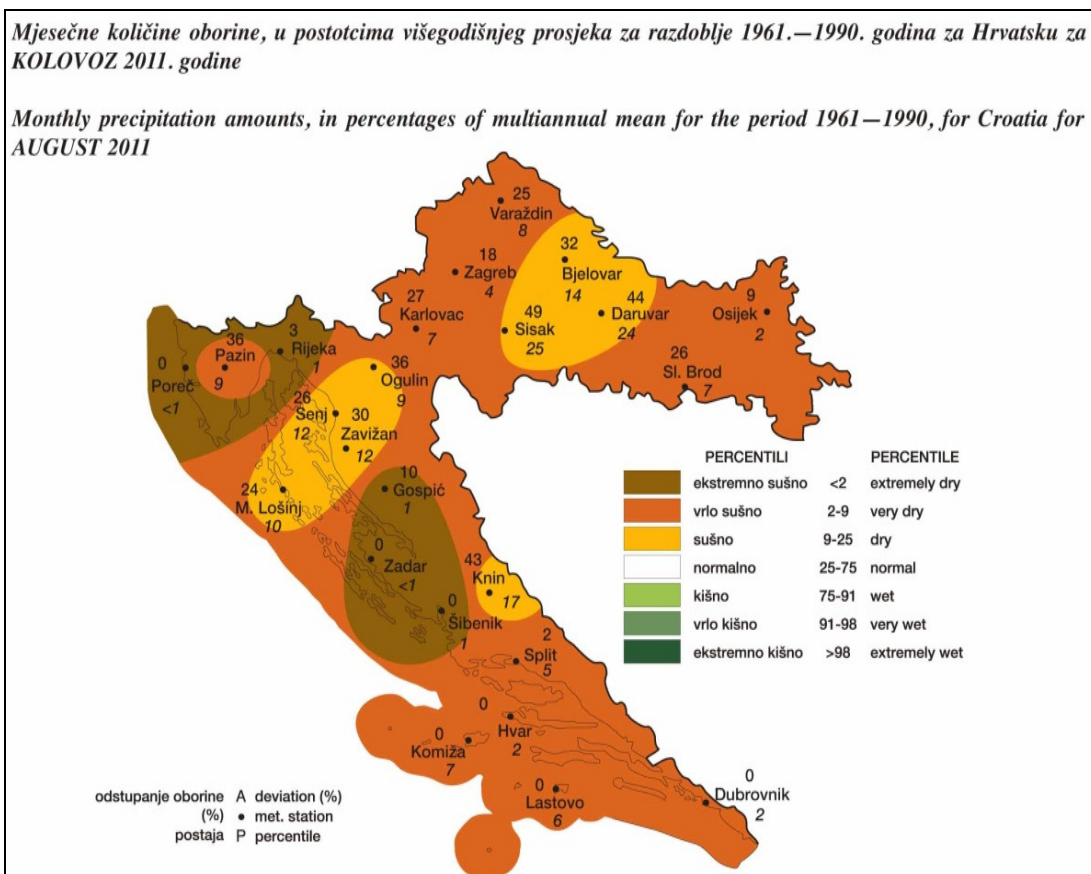 Mjesečne količine oborine, u postotcima višegodišnjeg prosjeka za razdoblje 1961.—1990. godina za Hrvatsku za
KOLOVOZ 2011. godine
Monthly precipitation amounts, in percentages of multiannual mean for the period 1961—1990, for Croatia for
AUGUST 2011
25
Varaždin
8
18
Zagreb
4
32
Bjelovar
14
27
Karlovac
7
49
Sisak
25
44
Daruvar
24
9
Osijek
2
26
Sl. Brod
7
0
Poreč
<1
36
Pazin
9
3
Rijeka
1
36
Ogulin
9
26
Senj
12
30
Zavižan
12
24
M. Lošinj
10
10
Gospić
1
0
Zadar
<1
0
Šibenik
1
43
Knin
17
2
Split
5
0
Hvar
2
0
Komiža
7
0
Lastovo
6
0
Dubrovnik
2
PERCENTILI PERCENTILE
ekstremno sušno <2 extremely dry
vrlo sušno 2-9 very dry
sušno 9-25 dry
normalno 25-75 normal
kišno 75-91 wet
vrlo kišno 91-98 very wet
ekstremno kišno >98 extremely wet
odstupanje oborine A deviation (%)
(%) • met. station
postaja P percentile